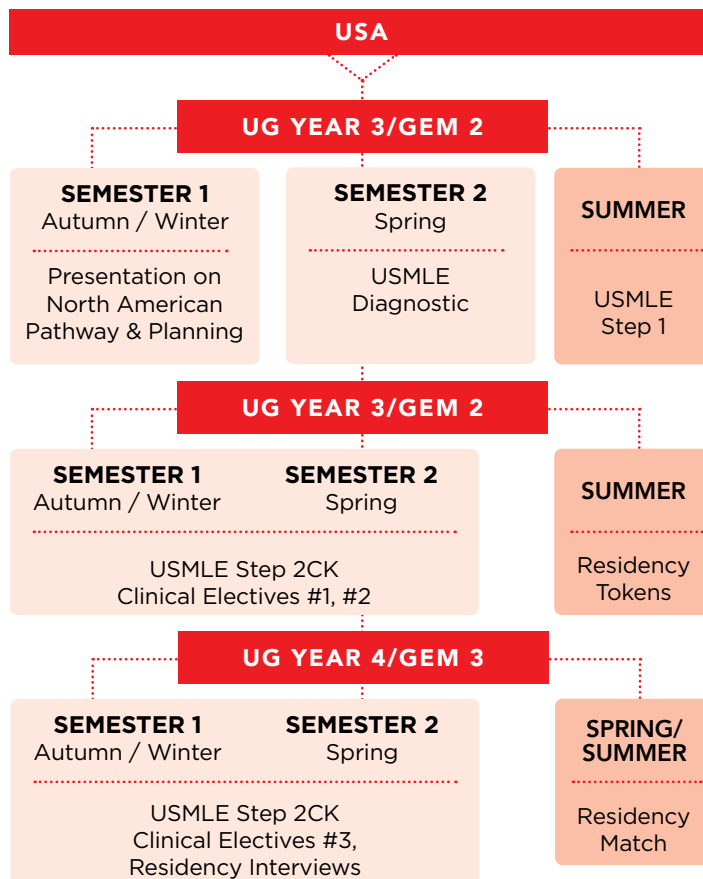 USA
UG YEAR 3/GEM 2
SEMESTER 1
Autumn / Winter
Presentation on
North American
Pathway & Planning
SEMESTER 2
Spring
USMLE
Diagnostic
SUMMER
USMLE
Step 1
UG YEAR 3/GEM 2
SEMESTER 1
Autumn / Winter
SEMESTER 2
Spring
USMLE Step 2CK
Clinical Electives #1, #2
SUMMER
Residency
Tokens
UG YEAR 4/GEM 3
SEMESTER 1
Autumn / Winter
SEMESTER 2
Spring
USMLE Step 2CK
Clinical Electives #3,
Residency Interviews
SPRING/
SUMMER
Residency
Match